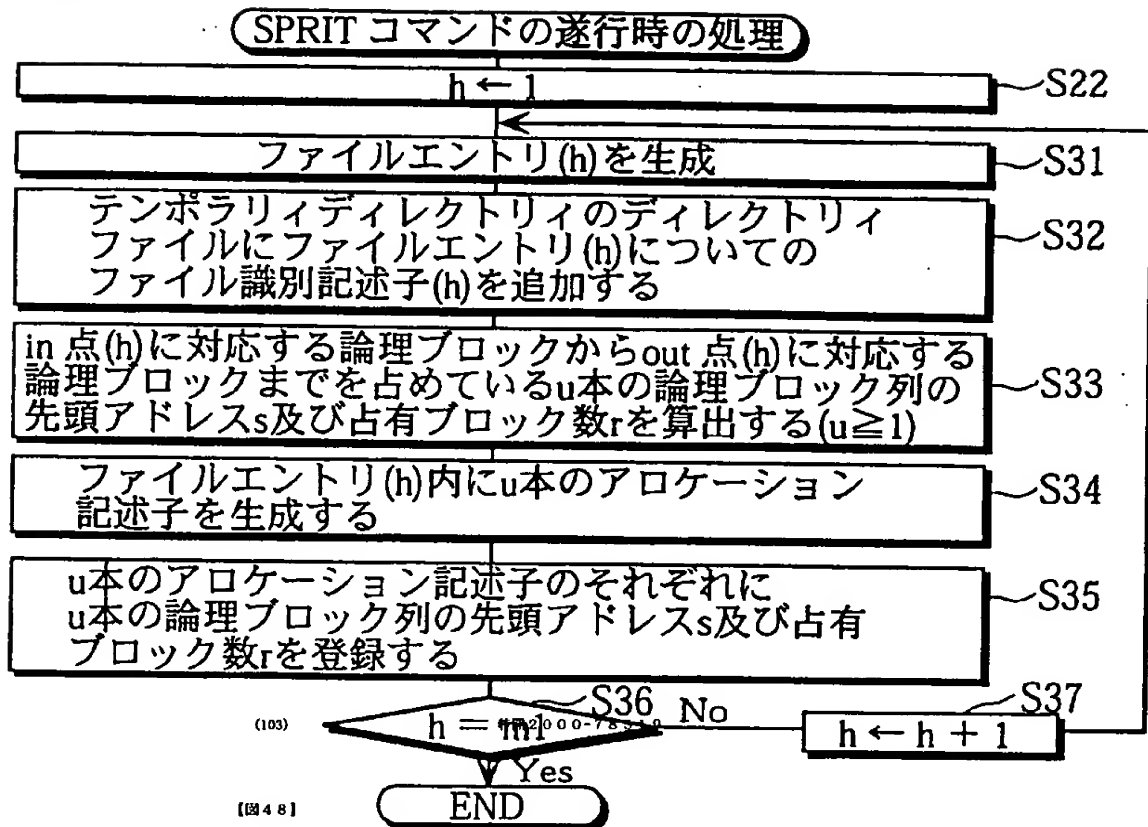 SPRIT コマンドの遂行時の処理
h ← 1
S22
ファイルエントリ(h)を生成
S31
テンポラリィディレクトリィのディレクトリィ
ファイルにファイルエントリ(h)についての
ファイル識別記述子(h)を追加する
S32
in 点(h)に対応する論理ブロックからout 点(h)に対応する
論理ブロックまでを占めているu本の論理ブロック列の
先頭アドレスs及び占有ブロック数rを算出する(u≧1)
S33
ファイルエントリ(h)内にu本のアロケーション
記述子を生成する
S34
u本のアロケーション記述子のそれぞれに
u本の論理ブロック列の先頭アドレスs及び占有
ブロック数rを登録する
S35
S36
(103)
h = m1
No
S37
h ← h + 1
Yes
【図48】
END